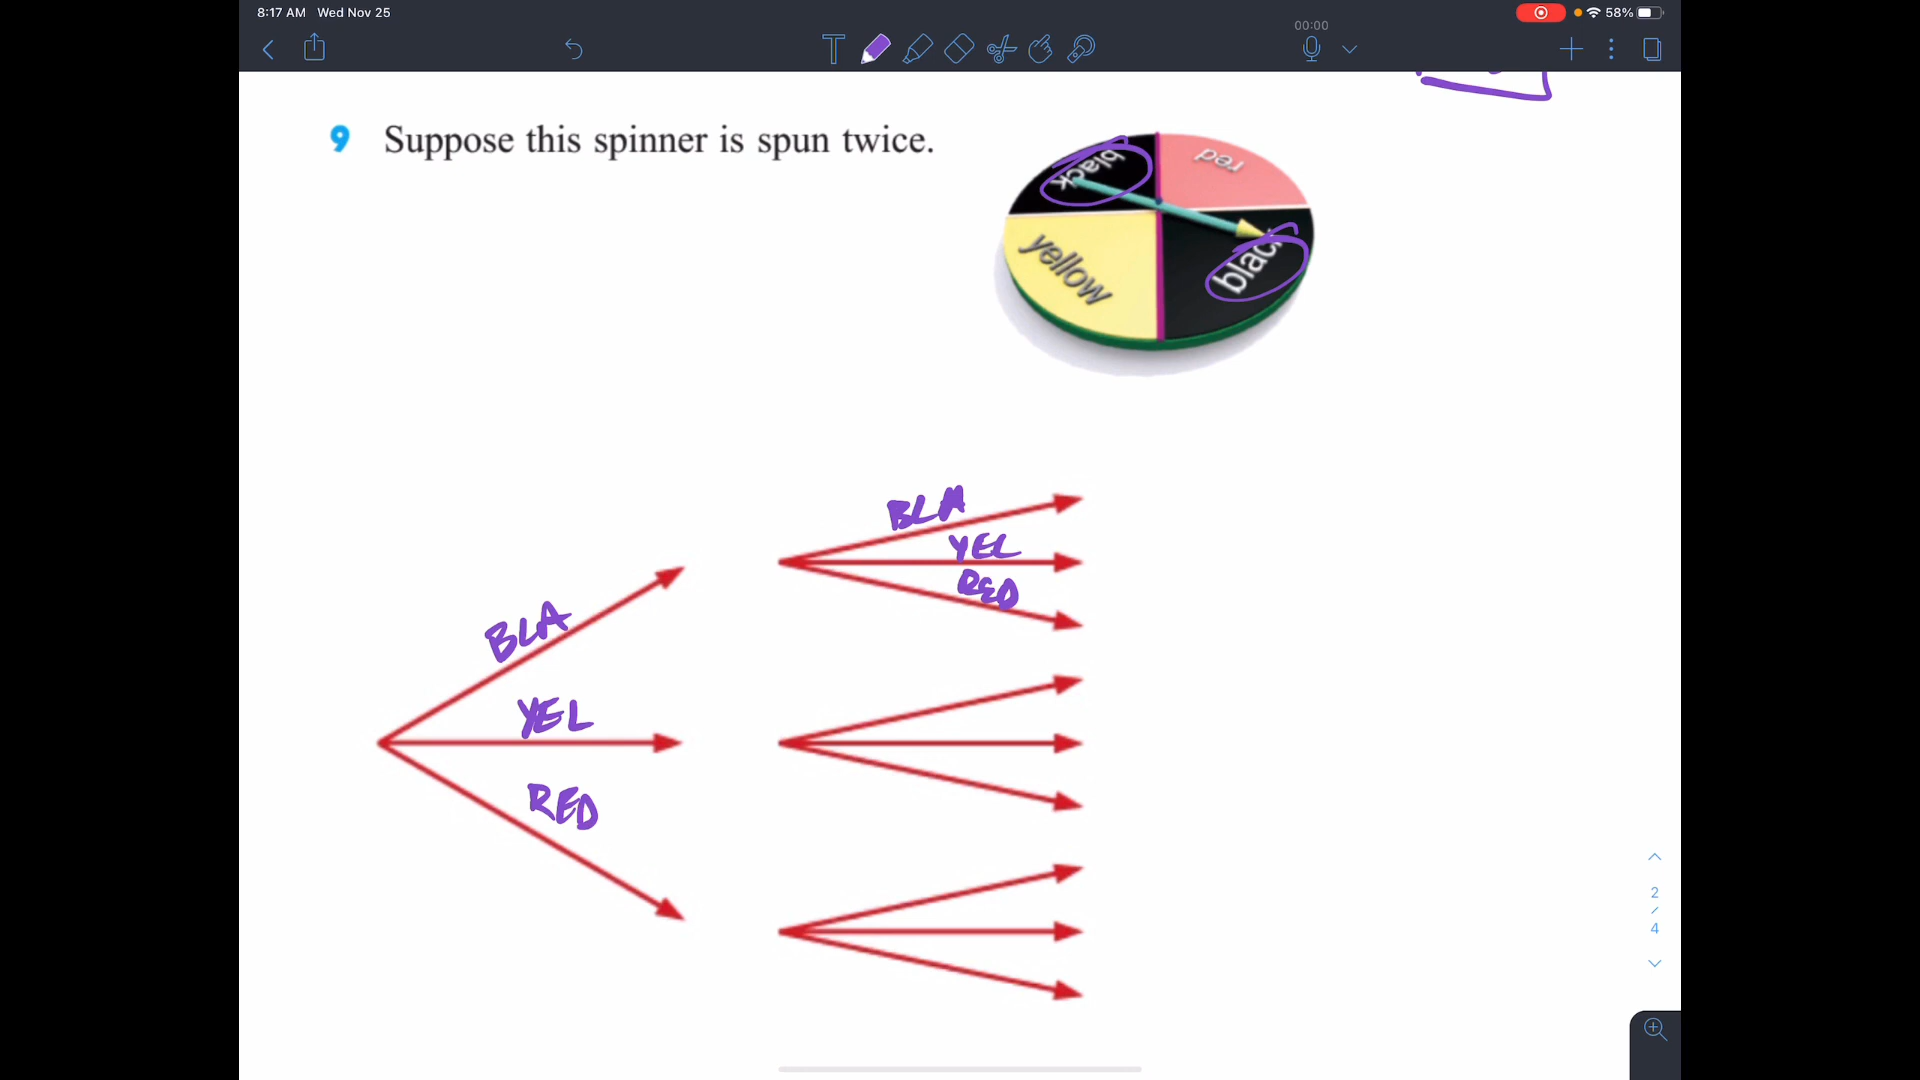 8:17 AM Wed Nov 25
58%
00:00
T
9 Suppose this spinner is spun twice.
black
red
yellow
black
BLA
YEL
RED
BLA
YEL
RED
2
/
4